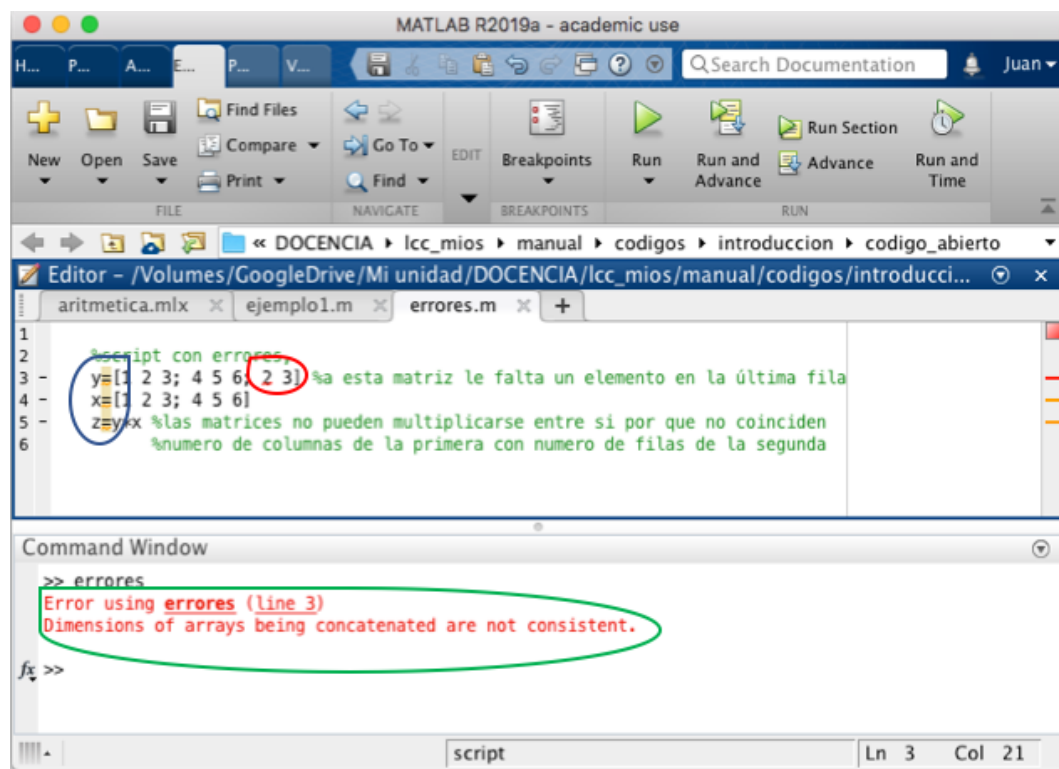 MATLAB R2019a - academic use
H... P... A... E... P... V... Search Documentation Juan
New Open Save Find Files Compare Print Go To Find EDIT Breakpoints Run Run and Advance Run Section Advance Run and Time
FILE NAVIGATE BREAKPOINTS RUN
« DOCENCIA ▸ lcc_mios ▸ manual ▸ codigos ▸ introduccion ▸ codigo_abierto
Editor – /Volumes/GoogleDrive/Mi unidad/DOCENCIA/lcc_mios/manual/codigos/introducci...
aritmetica.mlx ejemplo1.m errores.m +
1
2 %script con errores,
3 - y=[1 2 3; 4 5 6; 2 3] %a esta matriz le falta un elemento en la última fila
4 - x=[1 2 3; 4 5 6]
5 - z=y*x %las matrices no pueden multiplicarse entre si por que no coinciden
6 %numero de columnas de la primera con numero de filas de la segunda
Command Window
>> errores
Error using errores (line 3)
Dimensions of arrays being concatenated are not consistent.
fx >>
script Ln 3 Col 21